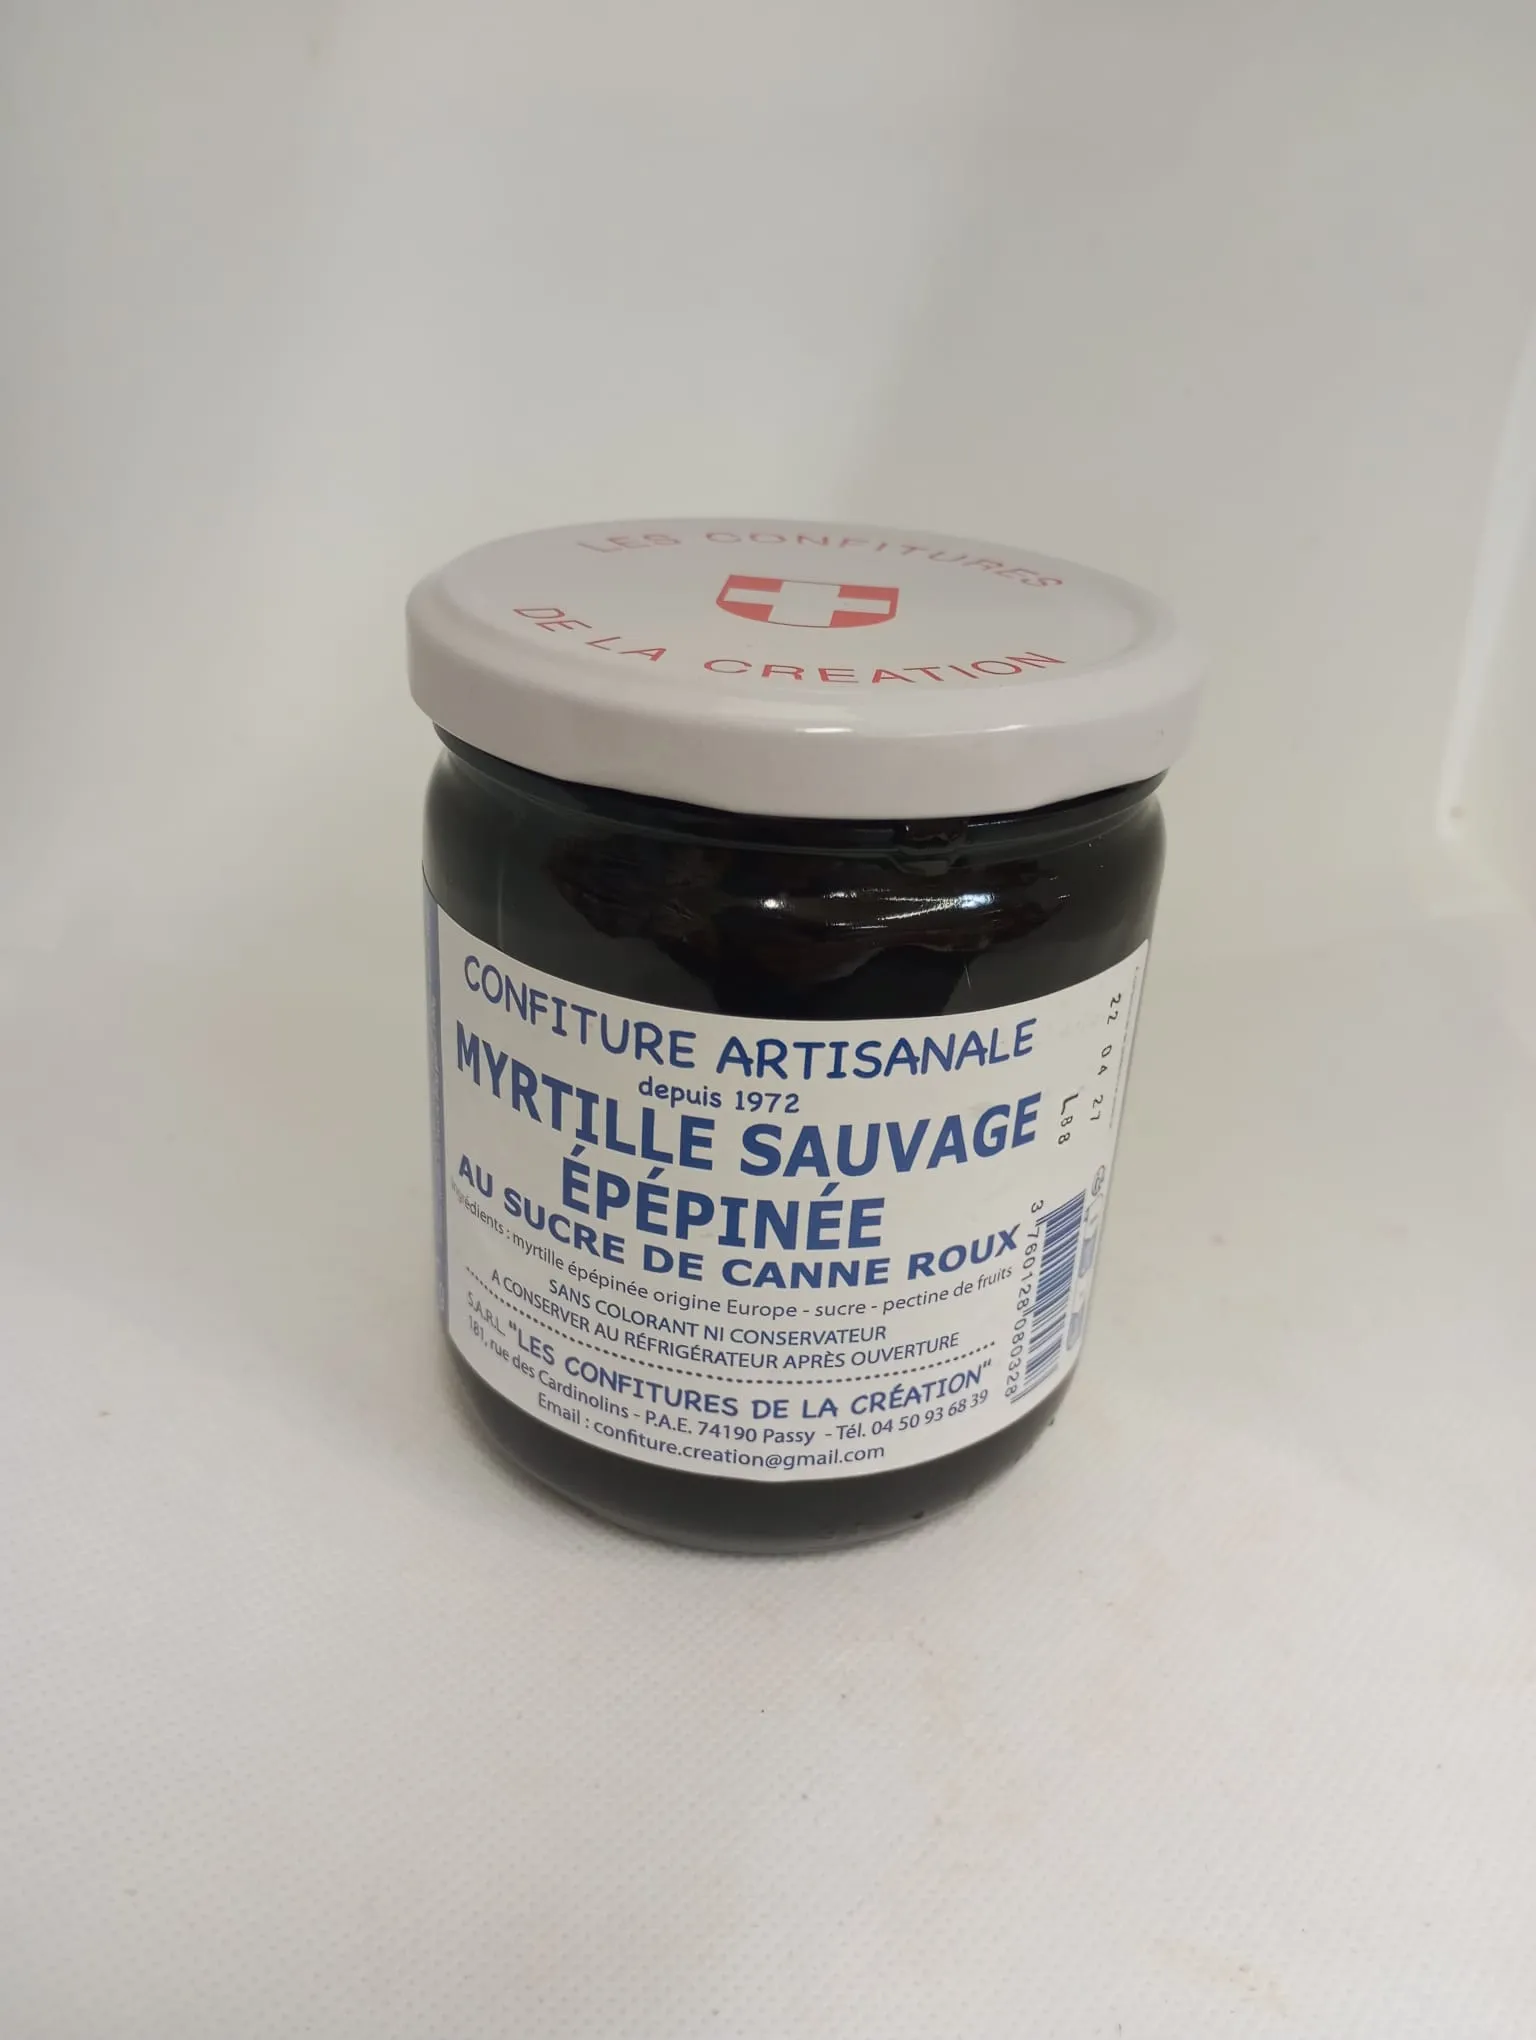 LES CONFITURES
DE LA CREATION
CONFITURE ARTISANALE
depuis 1972
MYRTILLE SAUVAGE
ÉPÉPINÉE
AU SUCRE DE CANNE ROUX
Ingrédients : myrtille épépinée origine Europe - sucre - pectine de fruits
SANS COLORANT NI CONSERVATEUR
A CONSERVER AU RÉFRIGÉRATEUR APRÈS OUVERTURE
S.A.R.L. "LES CONFITURES DE LA CRÉATION"
181, rue des Cardinolins - P.A.E. 74190 Passy - Tél. 04 50 93 68 39
Email : confiture.creation@gmail.com
22 04 27
L88
3 760128 080328